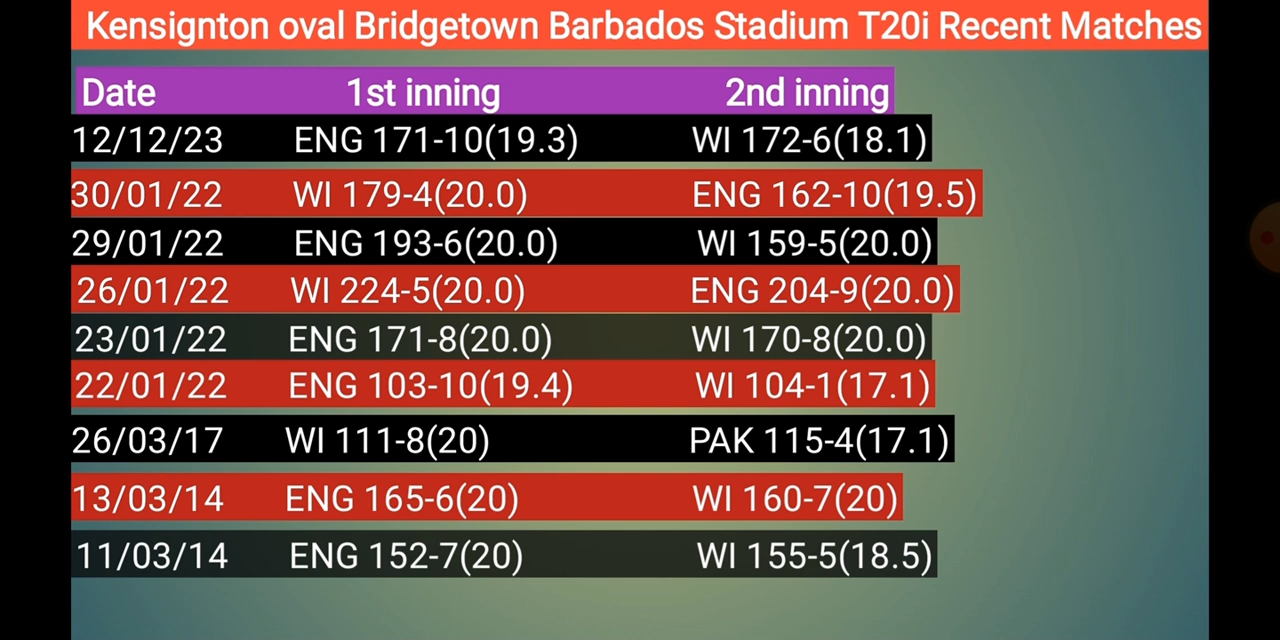 Kensignton oval Bridgetown Barbados Stadium T20i Recent Matches
Date 1st inning 2nd inning
12/12/23 ENG 171-10(19.3) WI 172-6(18.1)
30/01/22 WI 179-4(20.0) ENG 162-10(19.5)
29/01/22 ENG 193-6(20.0) WI 159-5(20.0)
26/01/22 WI 224-5(20.0) ENG 204-9(20.0)
23/01/22 ENG 171-8(20.0) WI 170-8(20.0)
22/01/22 ENG 103-10(19.4) WI 104-1(17.1)
26/03/17 WI 111-8(20) PAK 115-4(17.1)
13/03/14 ENG 165-6(20) WI 160-7(20)
11/03/14 ENG 152-7(20) WI 155-5(18.5)